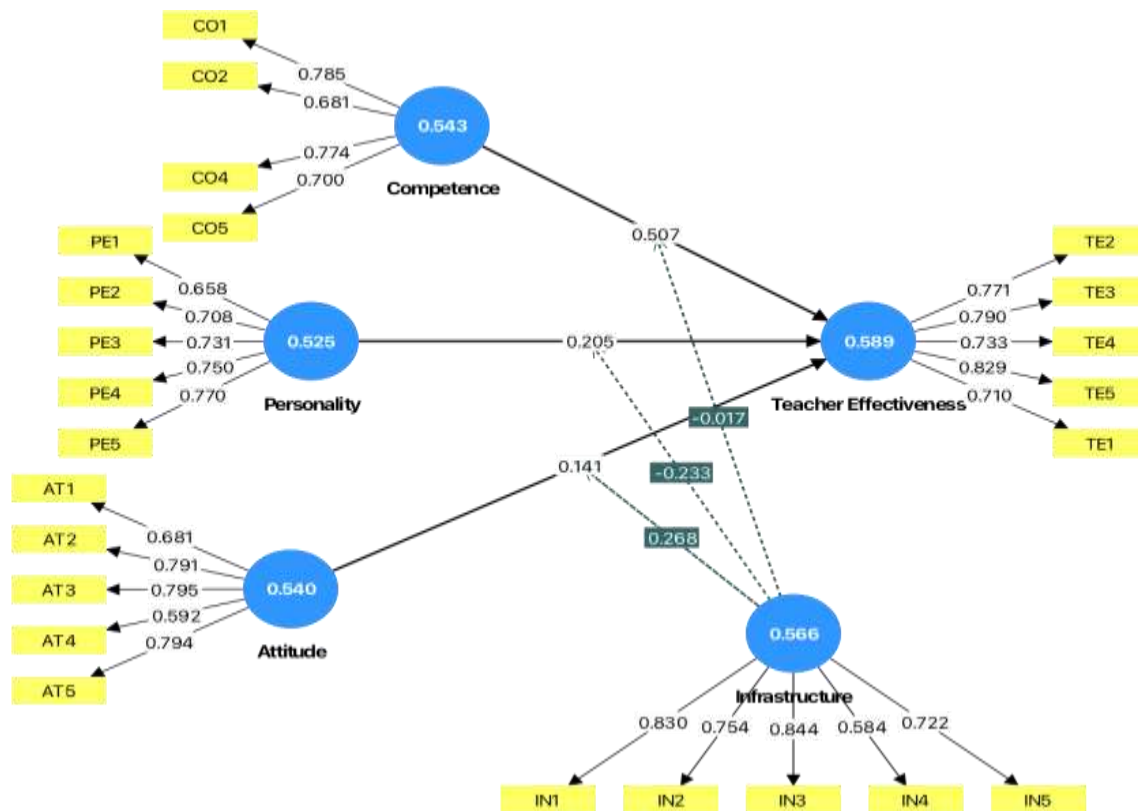 CO1
CO2
CO4
CO5
0.785
0.681
0.774
0.700
0.543
Competence
PE1
PE2
PE3
PE4
PE5
0.658
0.708
0.731
0.750
0.770
0.525
Personality
AT1
AT2
AT3
AT4
AT5
0.681
0.791
0.795
0.592
0.794
0.540
Attitude
0.507
0.205
0.141
-0.017
-0.233
0.268
0.589
Teacher Effectiveness
0.771
0.790
0.733
0.829
0.710
TE2
TE3
TE4
TE5
TE1
0.566
Infrastructure
0.830
0.754
0.844
0.584
0.722
IN1
IN2
IN3
IN4
IN5